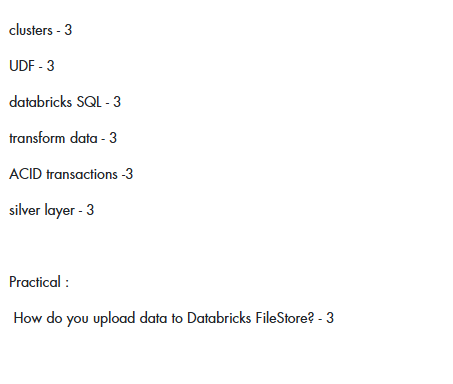 clusters - 3
UDF - 3
databricks SQL - 3
transform data - 3
ACID transactions -3
silver layer - 3
Practical :
How do you upload data to Databricks FileStore? - 3